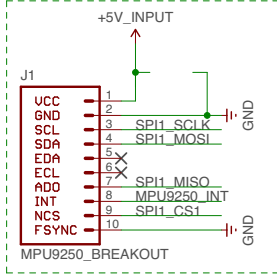 +5V_INPUT
J1
VCC 1
GND 2 GND
SCL 3 SPI1_SCLK
SDA 4 SPI1_MOSI
EDA 5
ECL 6
ADO 7 SPI1_MISO
INT 8 MPU9250_INT
NCS 9 SPI1_CS1
FSYNC 10 GND
MPU9250_BREAKOUT